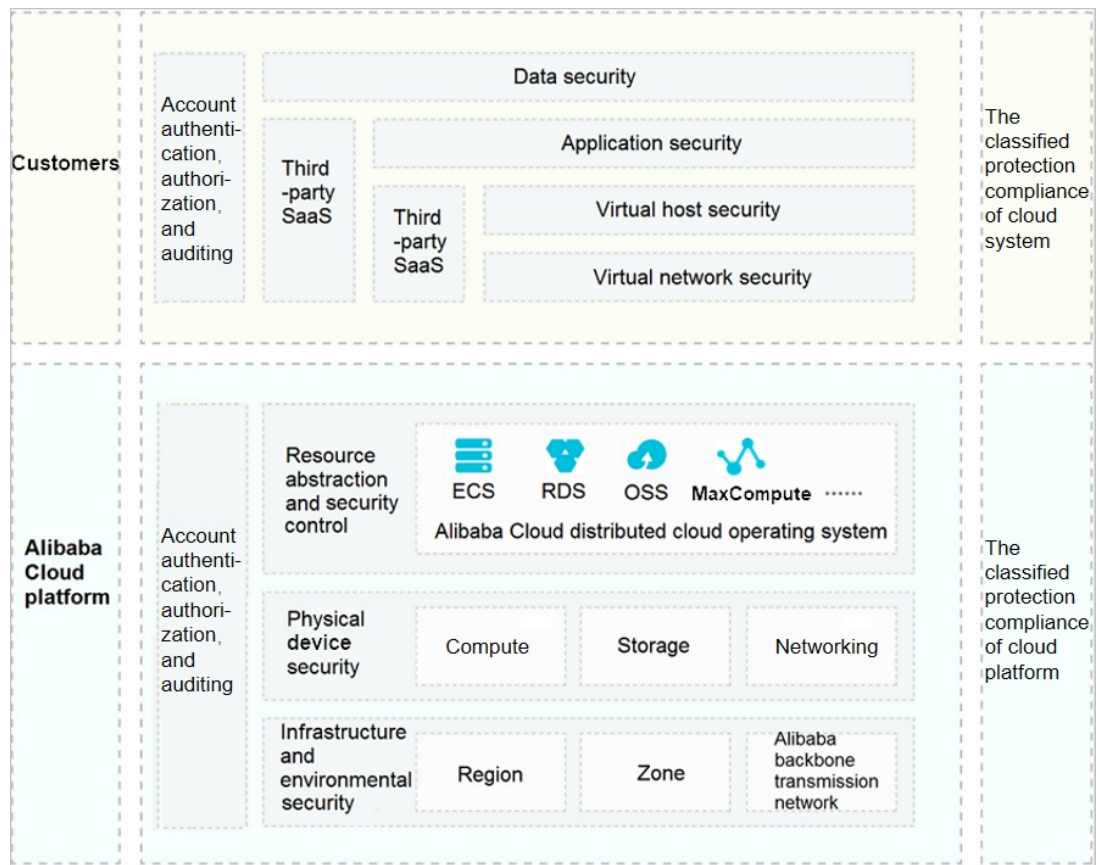 Customers
Account
authenti-
cation,
authori-
zation,
and
auditing
Data security
Third
-party
SaaS
Application security
Third
-party
SaaS
Virtual host security
Virtual network security
The
classified
protection
compliance
of cloud
system
Alibaba
Cloud
platform
Account
authenti-
cation,
authori-
zation,
and
auditing
Resource
abstraction
and security
control
ECS
RDS
OSS
MaxCompute ······
Alibaba Cloud distributed cloud operating system
Physical
device
security
Compute
Storage
Networking
Infrastructure
and
environmental
security
Region
Zone
Alibaba
backbone
transmission
network
The
classified
protection
compliance
of cloud
platform